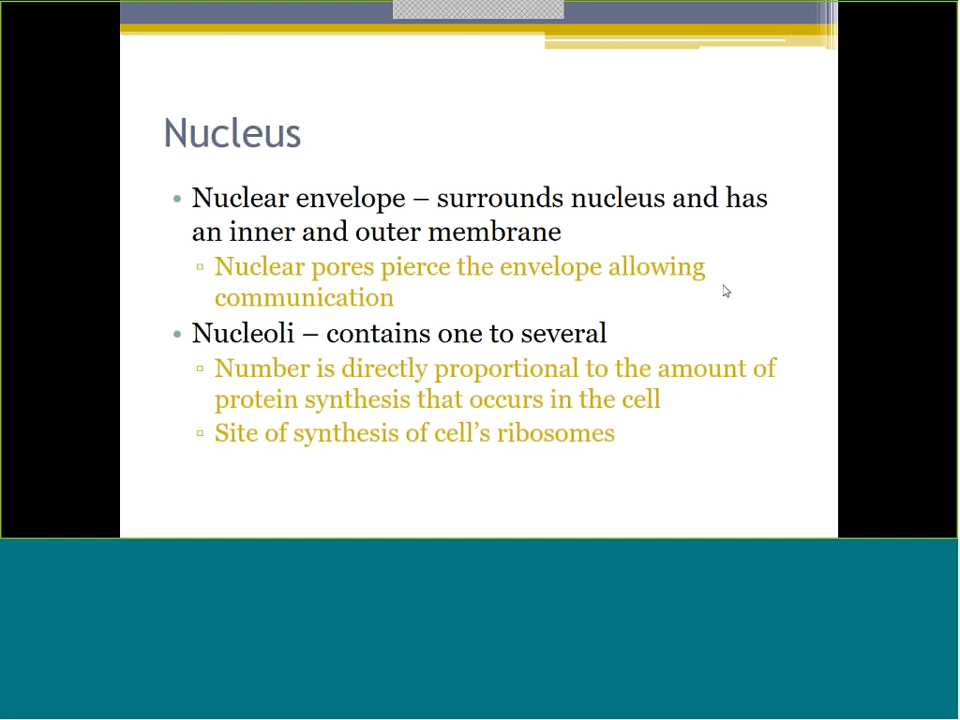 Nucleus
• Nuclear envelope – surrounds nucleus and has
an inner and outer membrane
▫ Nuclear pores pierce the envelope allowing
communication
• Nucleoli – contains one to several
▫ Number is directly proportional to the amount of
protein synthesis that occurs in the cell
▫ Site of synthesis of cell’s ribosomes